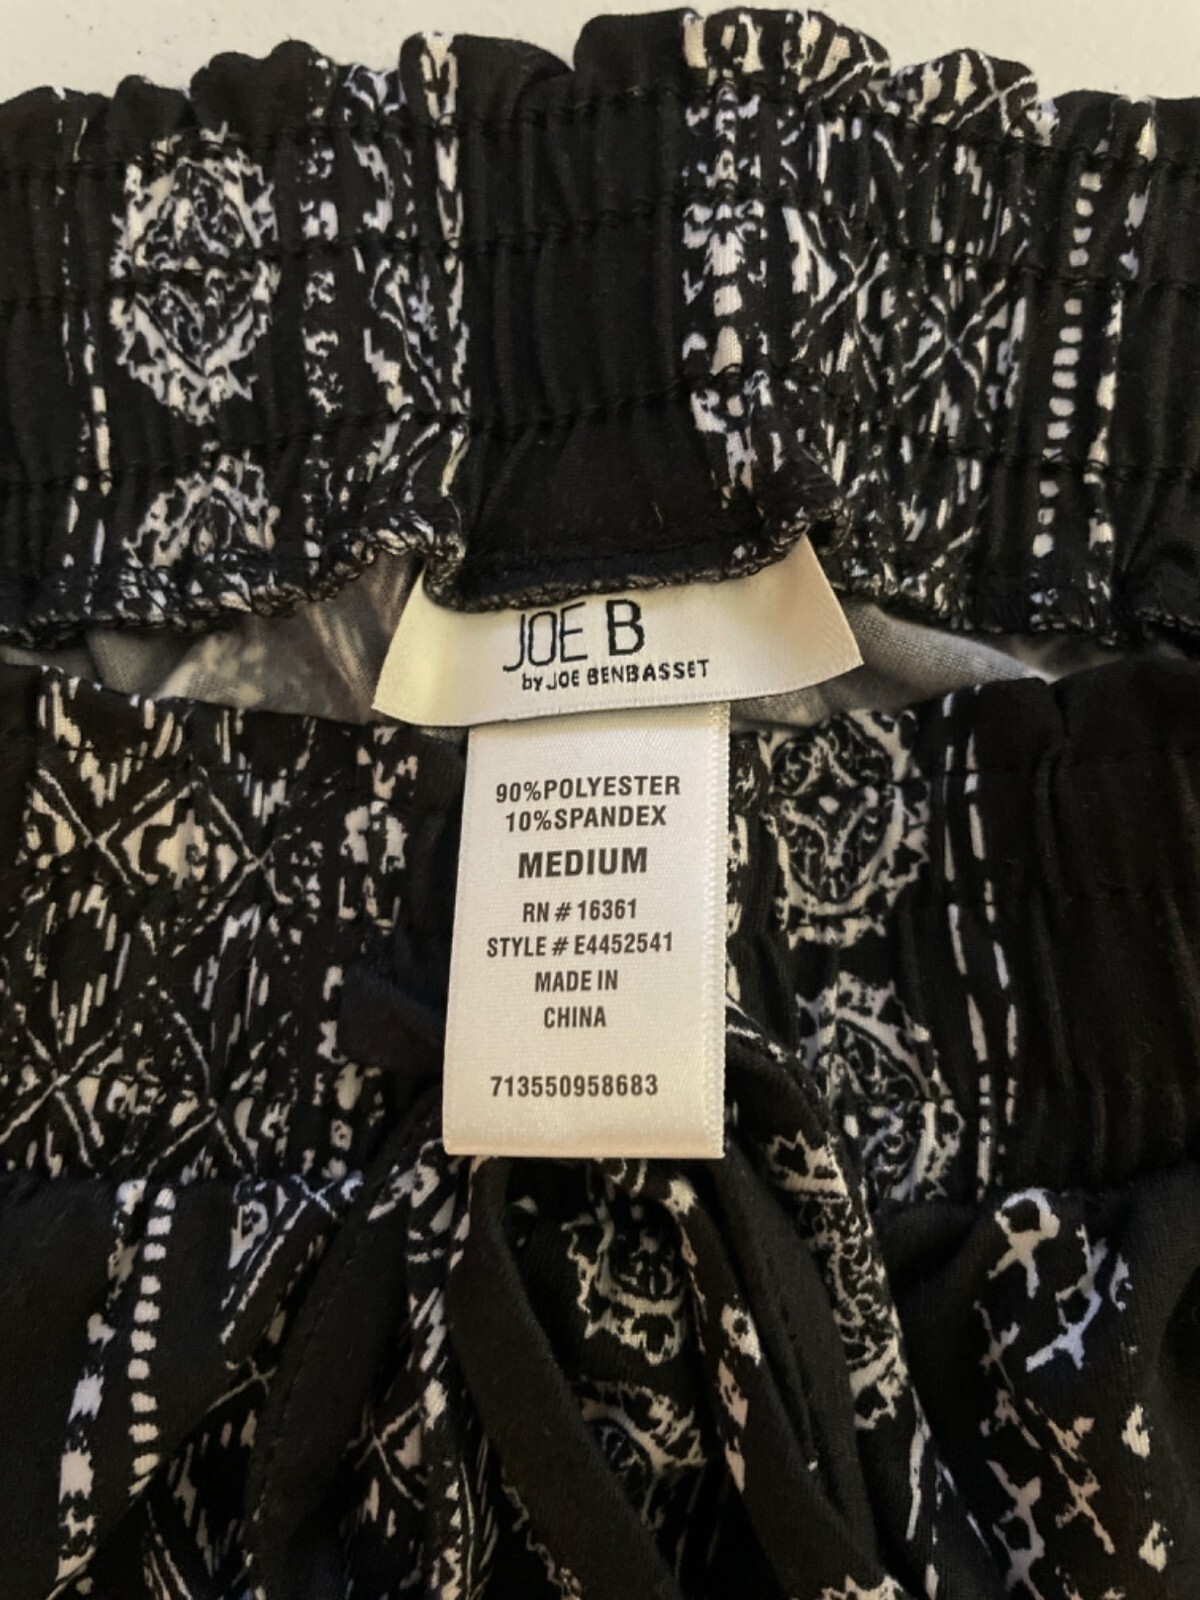 JOE B
by JOE BENBASSET
90%POLYESTER
10%SPANDEX
MEDIUM
RN # 16361
STYLE # E4452541
MADE IN
CHINA
713550958683